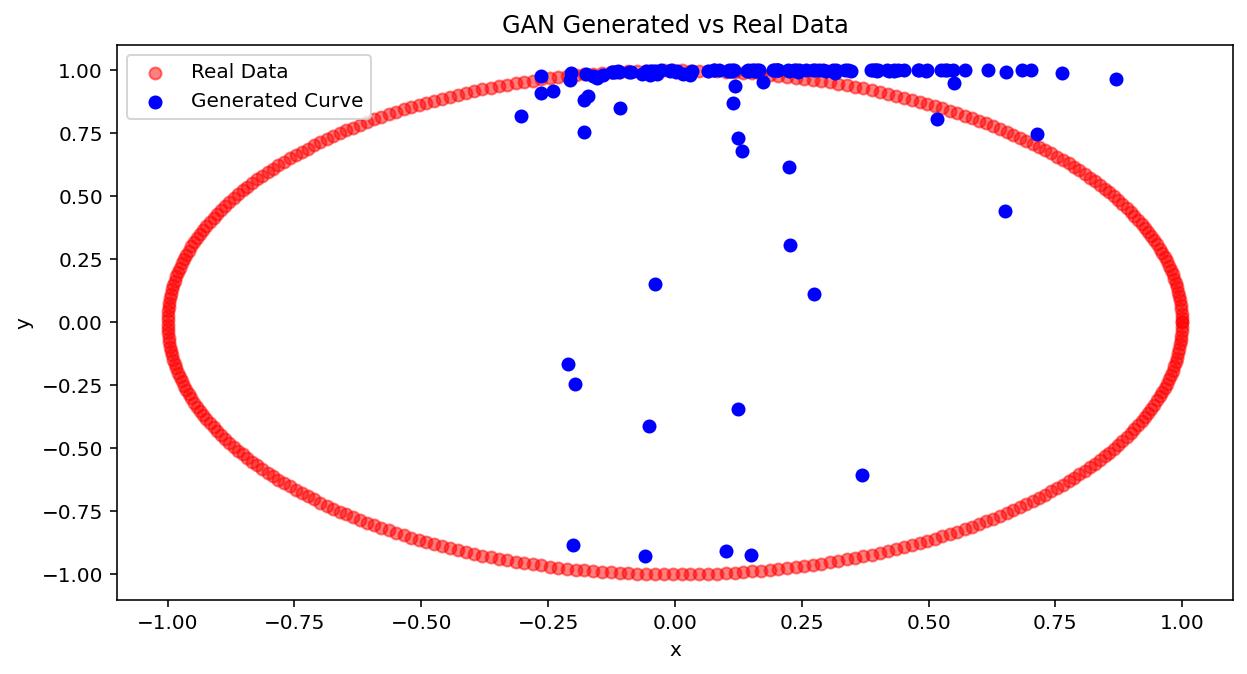 GAN Generated vs Real Data
Real Data
Generated Curve
y
1.00
0.75
0.50
0.25
0.00
−0.25
−0.50
−0.75
−1.00
−1.00 −0.75 −0.50 −0.25 0.00 0.25 0.50 0.75 1.00
x